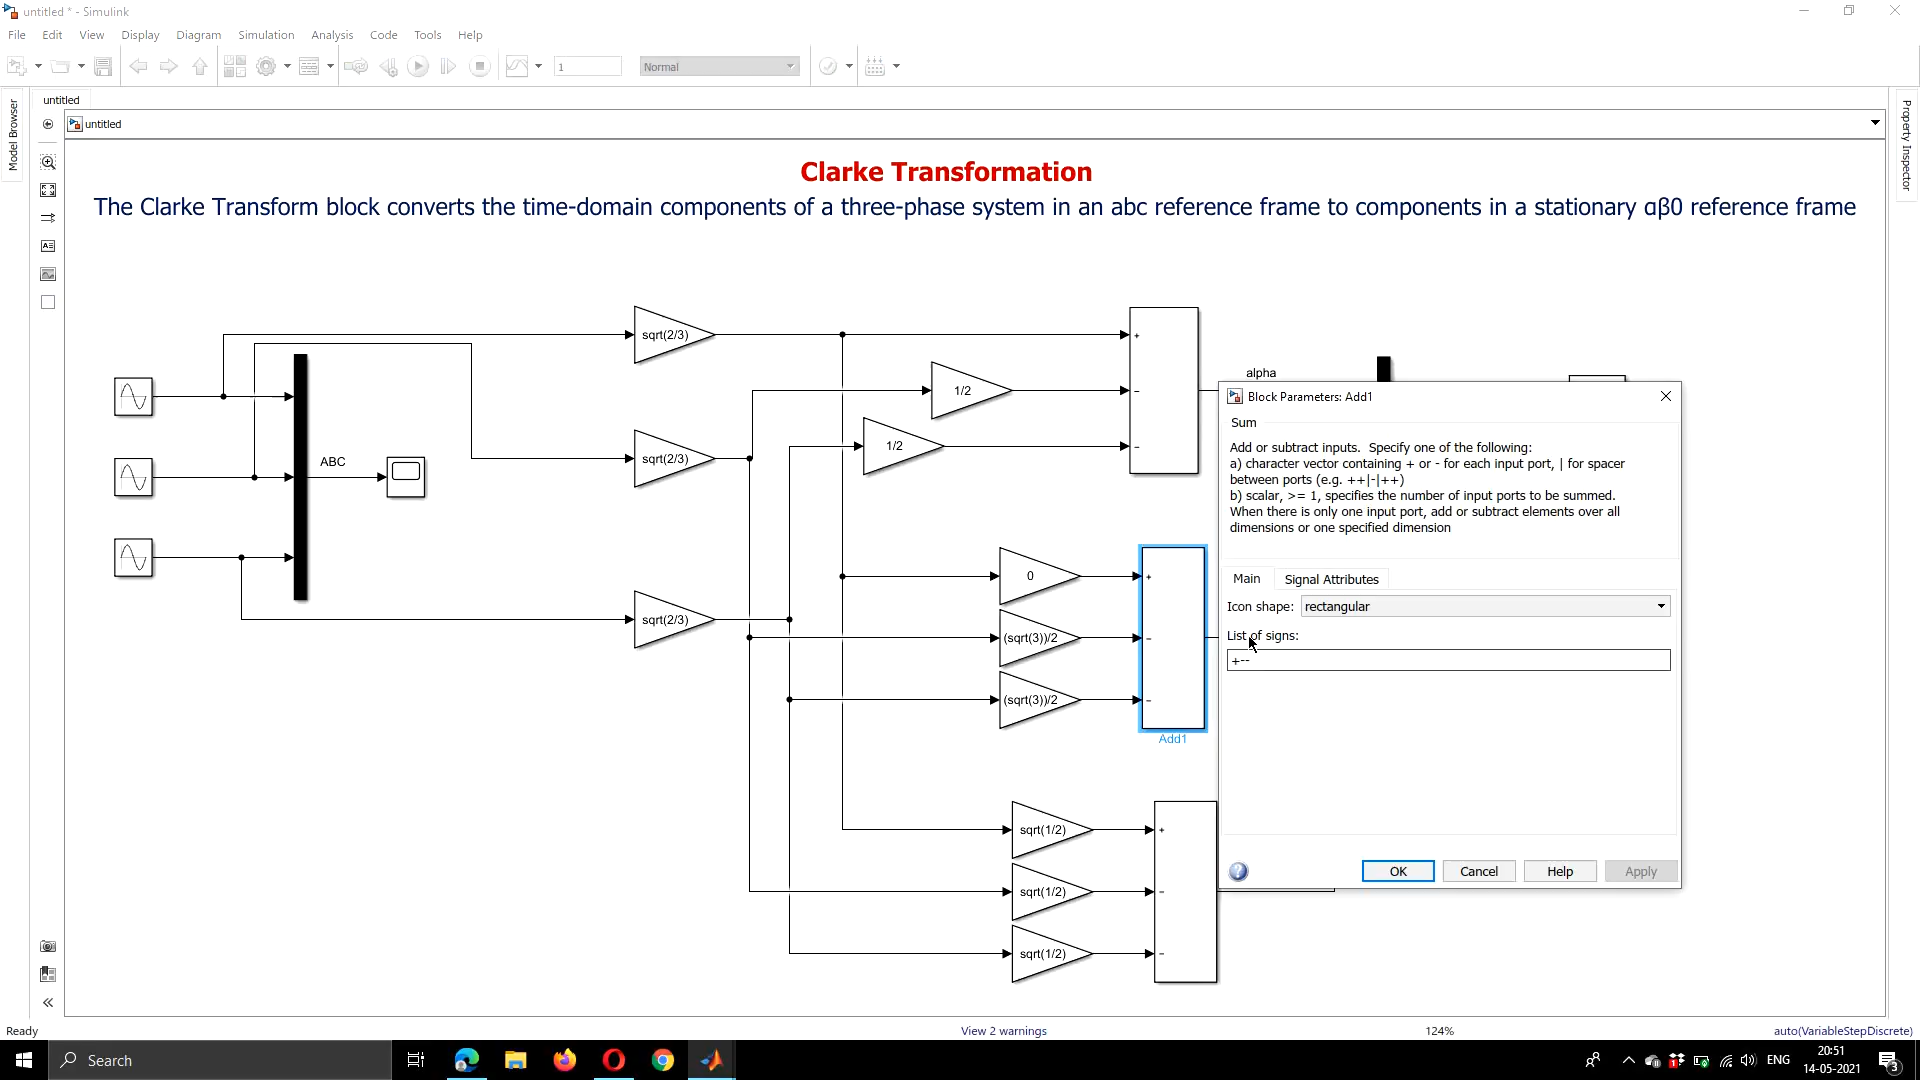 untitled * - Simulink
File Edit View Display Diagram Simulation Analysis Code Tools Help
1
Normal
Model Browser
untitled
Property Inspector
untitled
Clarke Transformation
The Clarke Transform block converts the time-domain components of a three-phase system in an abc reference frame to components in a stationary αβ0 reference frame
sqrt(2/3)
+
1/2
-
alpha
1/2
-
sqrt(2/3)
ABC
sqrt(2/3)
0
+
(sqrt(3))/2
-
(sqrt(3))/2
-
Add1
sqrt(1/2)
+
sqrt(1/2)
-
sqrt(1/2)
-
Block Parameters: Add1
Sum
Add or subtract inputs. Specify one of the following:
a) character vector containing + or - for each input port, | for spacer
between ports (e.g. ++|-|++)
b) scalar, >= 1, specifies the number of input ports to be summed.
When there is only one input port, add or subtract elements over all
dimensions or one specified dimension
Main Signal Attributes
Icon shape: rectangular
List of signs:
+--
OK Cancel Help Apply
Ready
View 2 warnings
124%
auto(VariableStepDiscrete)
Search
ENG
20:51
14-05-2021
3